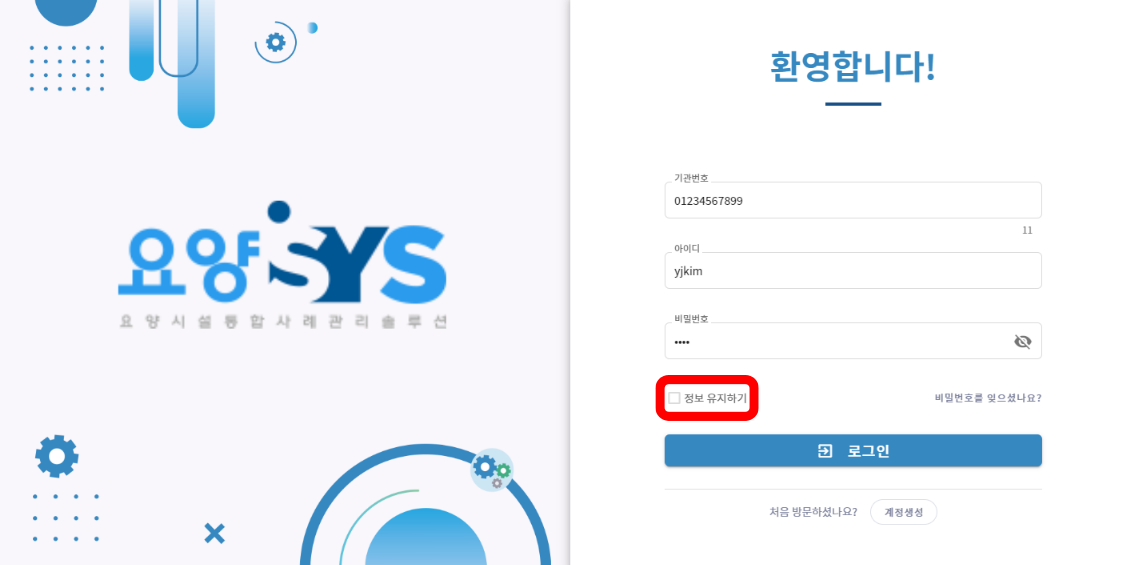 요양SYS
요양시설통합사례관리솔루션
환영합니다!
기관번호
01234567899
11
아이디
yjkim
비밀번호
••••
정보 유지하기
비밀번호를 잊으셨나요?
로그인
처음 방문하셨나요? 계정생성